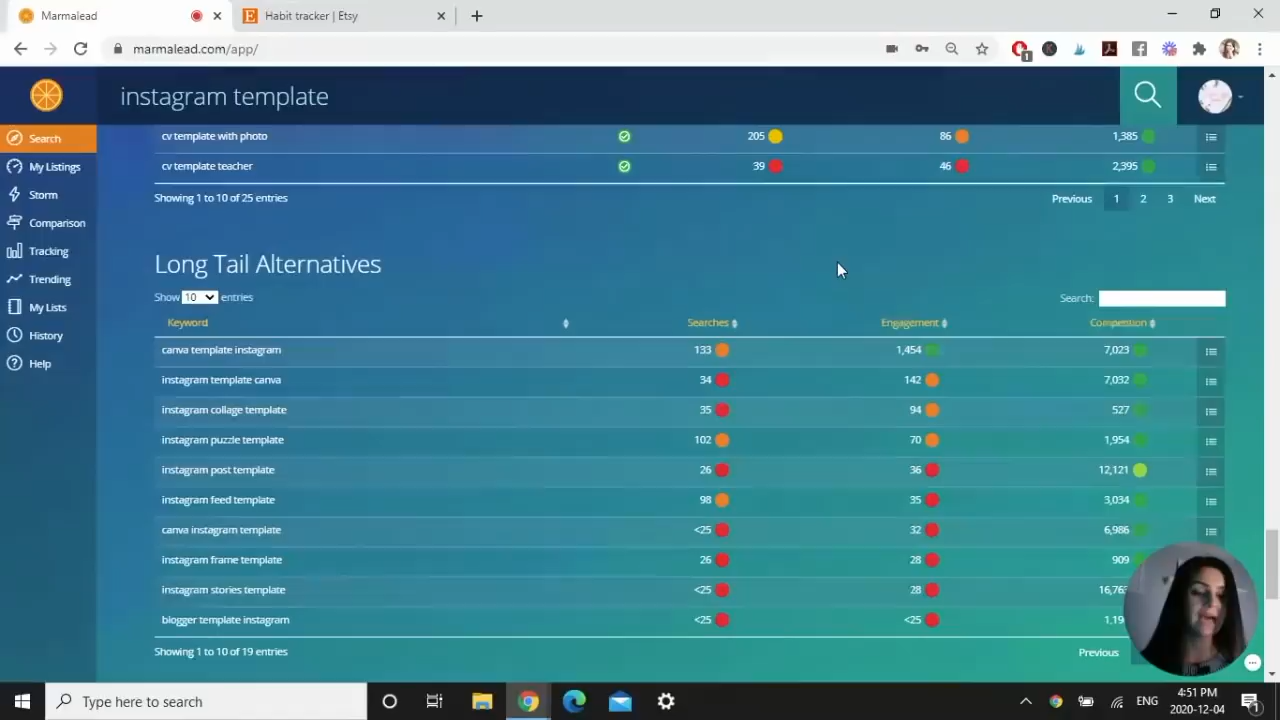 Marmalead
Habit tracker | Etsy
marmalead.com/app/
1
instagram template
Search
My Listings
Storm
Comparison
Tracking
Trending
My Lists
History
Help
cv template with photo 205 86 1,385
cv template teacher 39 46 2,395
Showing 1 to 10 of 25 entries Previous 1 2 3 Next
Long Tail Alternatives
Show 10 entries Search:
Keyword Searches Engagement Competition
canva template instagram 133 1,454 7,023
instagram template canva 34 142 7,032
instagram collage template 35 94 527
instagram puzzle template 102 70 1,954
instagram post template 26 36 12,121
instagram feed template 98 35 3,034
canva instagram template <25 32 6,986
instagram frame template 26 28 909
instagram stories template <25 28
blogger template instagram <25 <25
Showing 1 to 10 of 19 entries Previous
Type here to search
ENG
4:51 PM
2020-12-04
1